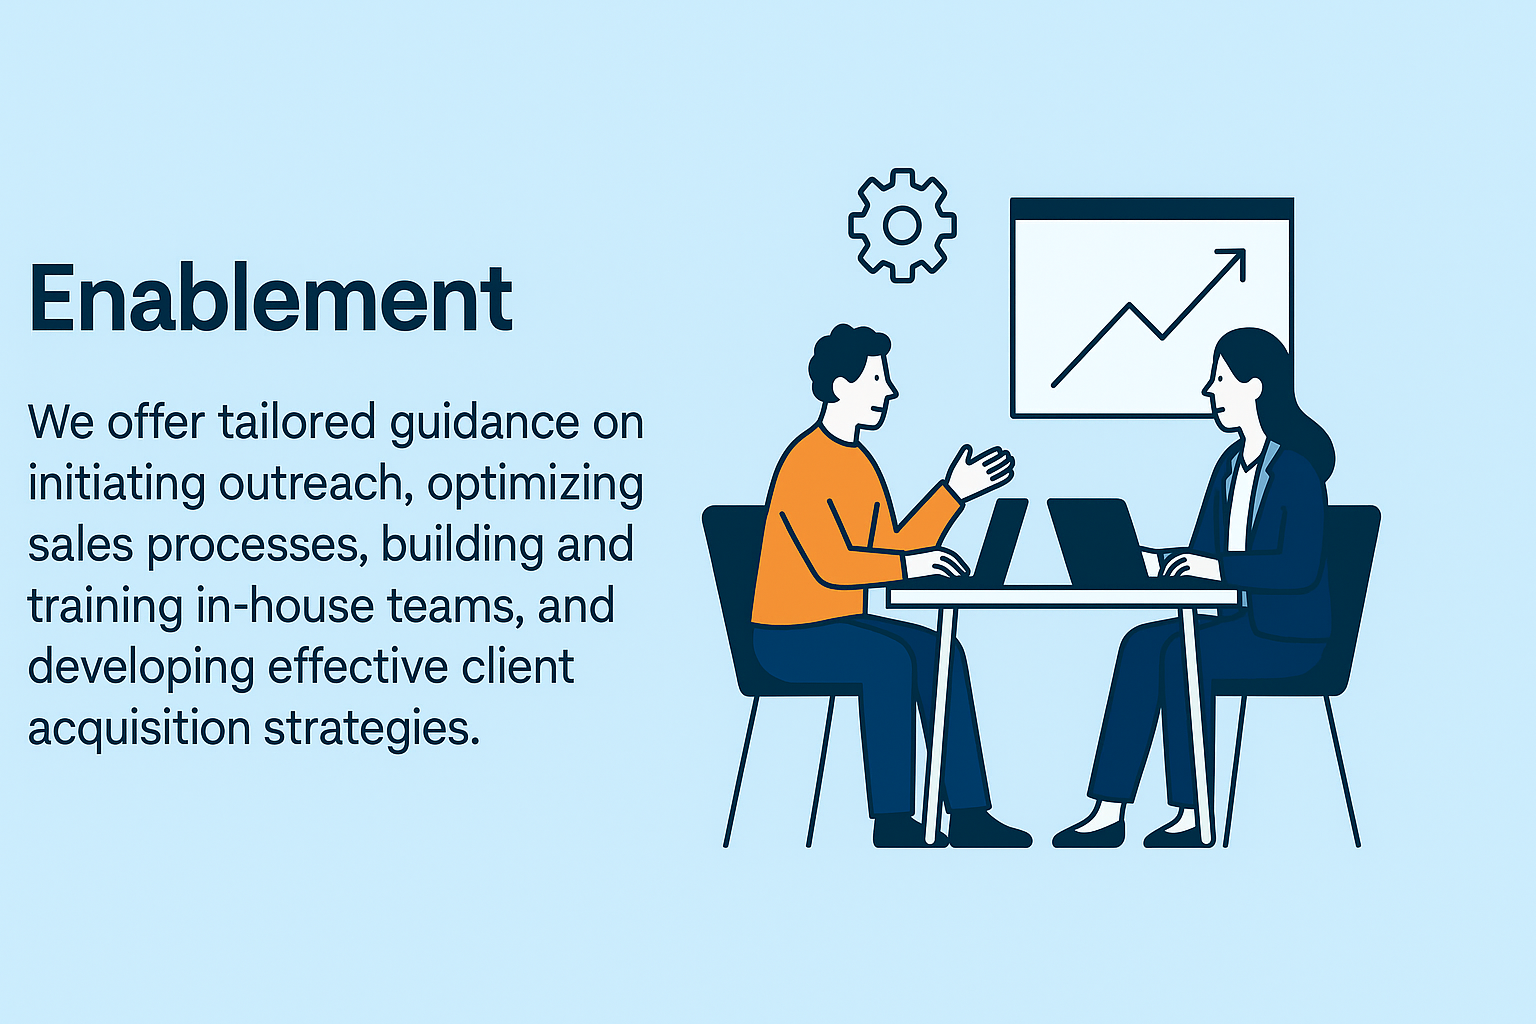 Enablement
We offer tailored guidance on
initiating outreach, optimizing
sales processes, building and
training in-house teams, and
developing effective client
acquisition strategies.